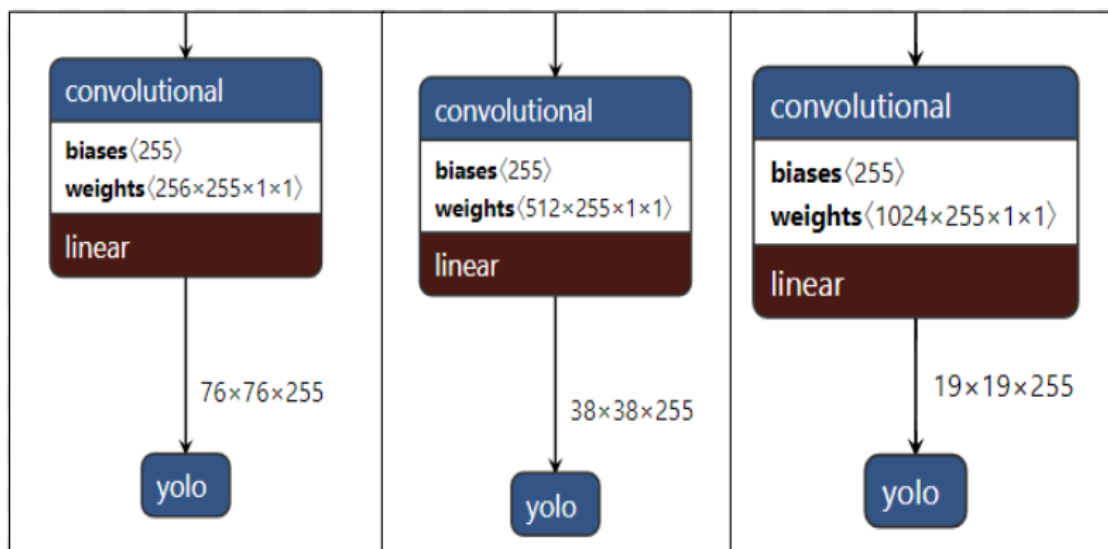 convolutional
biases〈255〉
weights〈256×255×1×1〉
linear
76×76×255
yolo
convolutional
biases〈255〉
weights〈512×255×1×1〉
linear
38×38×255
yolo
convolutional
biases〈255〉
weights〈1024×255×1×1〉
linear
19×19×255
yolo